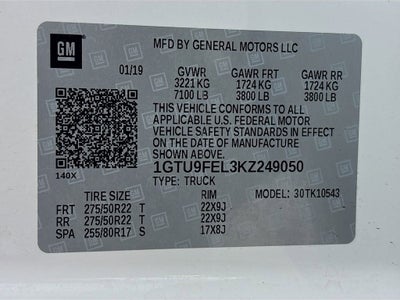 GM
MFD BY GENERAL MOTORS LLC
01/19 GVWR GAWR FRT GAWR RR
3221 KG 1724 KG 1724 KG
7100 LB 3800 LB 3800 LB
THIS VEHICLE CONFORMS TO ALL
APPLICABLE U.S. FEDERAL MOTOR
VEHICLE SAFETY STANDARDS IN EFFECT
ON THE DATE OF MANUFACTURE
SHOWN ABOVE.
1GTU9FEL3KZ249050
140X TYPE: TRUCK
TIRE SIZE RIM MODEL: 30TK10543
FRT 275/50R22 T 22X9J
RR 275/50R22 T 22X9J
SPA 255/80R17 S 17X8J